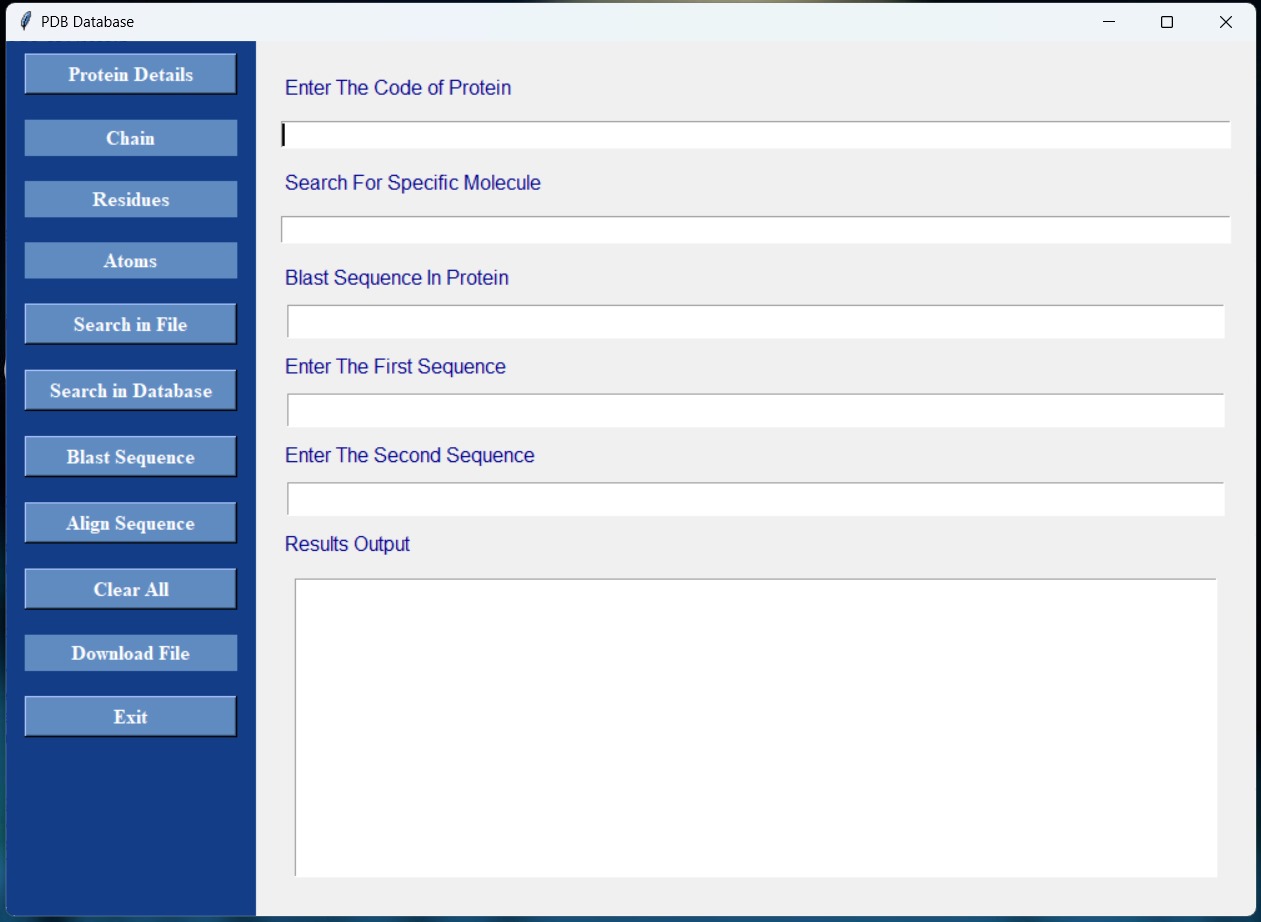 PDB Database
Protein Details
Chain
Residues
Atoms
Search in File
Search in Database
Blast Sequence
Align Sequence
Clear All
Download File
Exit
Enter The Code of Protein
Search For Specific Molecule
Blast Sequence In Protein
Enter The First Sequence
Enter The Second Sequence
Results Output